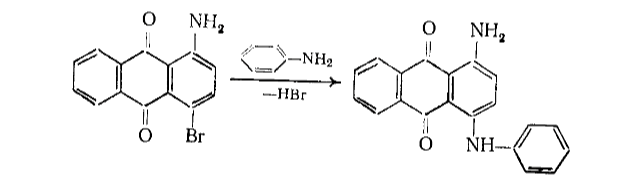 O NH₂
NH₂
—HBr
O Br
O NH₂
O NH